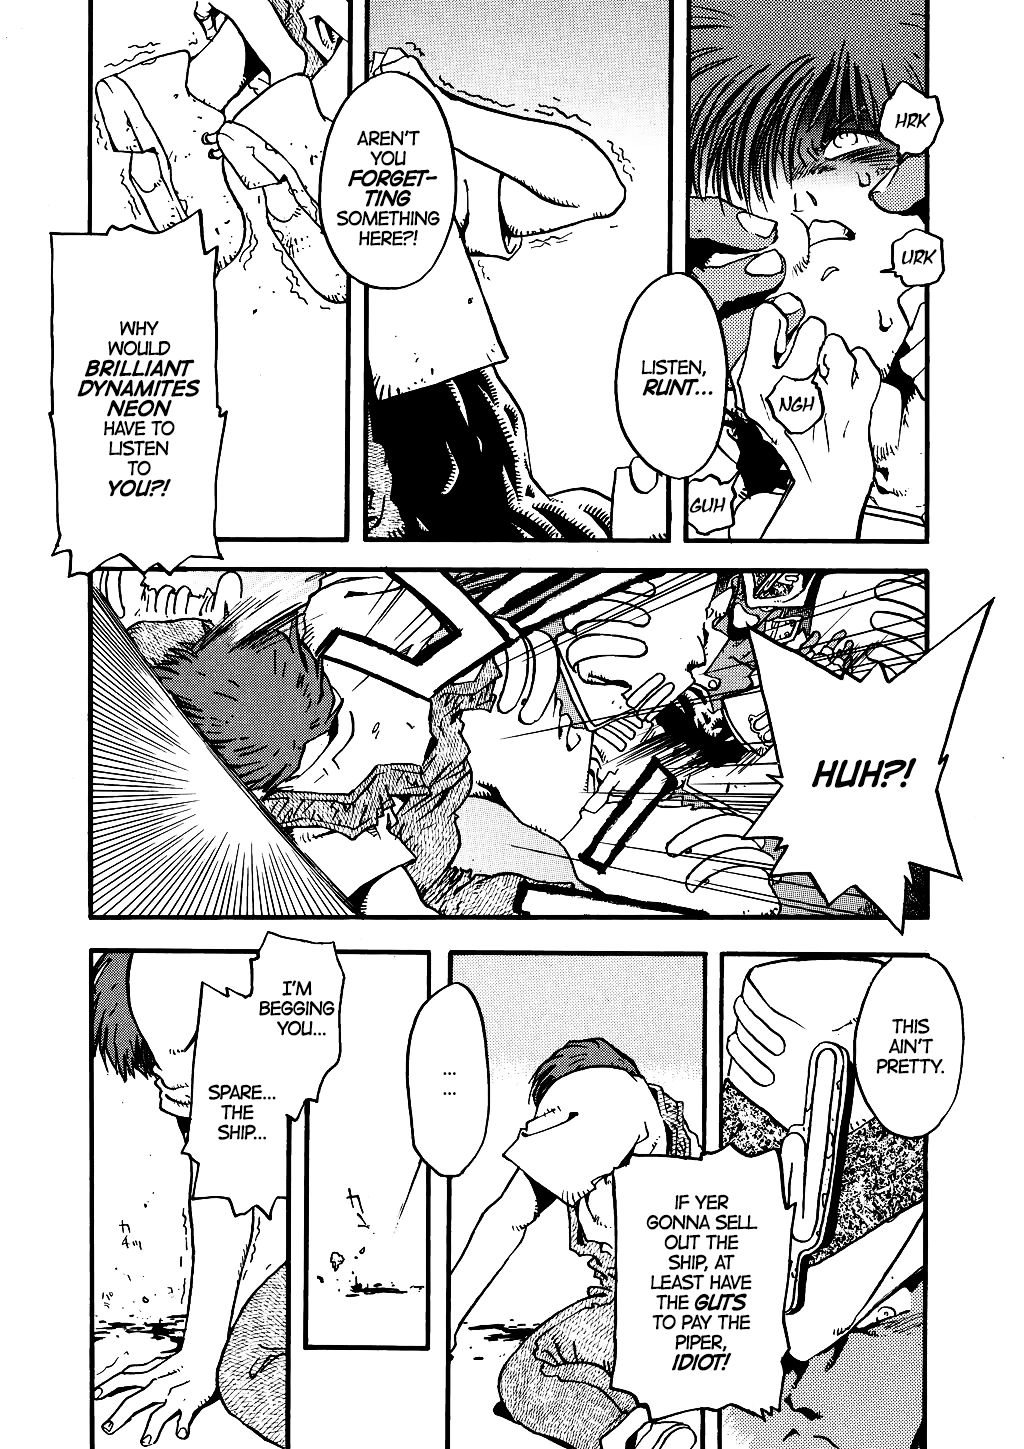 HRK
URK
NGH
GUH
LISTEN,
RUNT...
AREN'T
YOU
FORGET-
TING
SOMETHING
HERE?!
WHY
WOULD
BRILLIANT
DYNAMITES
NEON
HAVE TO
LISTEN
TO
YOU?!
HUH?!
THIS
AIN'T
PRETTY.
IF YER
GONNA SELL
OUT THE
SHIP, AT
LEAST HAVE
THE GUTS
TO PAY THE
PIPER,
IDIOT!
...
...
I'M
BEGGING
YOU...
SPARE...
THE
SHIP...